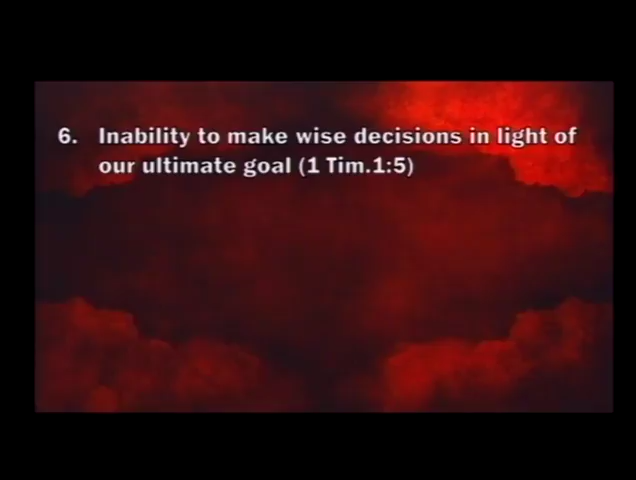 6. Inability to make wise decisions in light of
our ultimate goal (1 Tim.1:5)